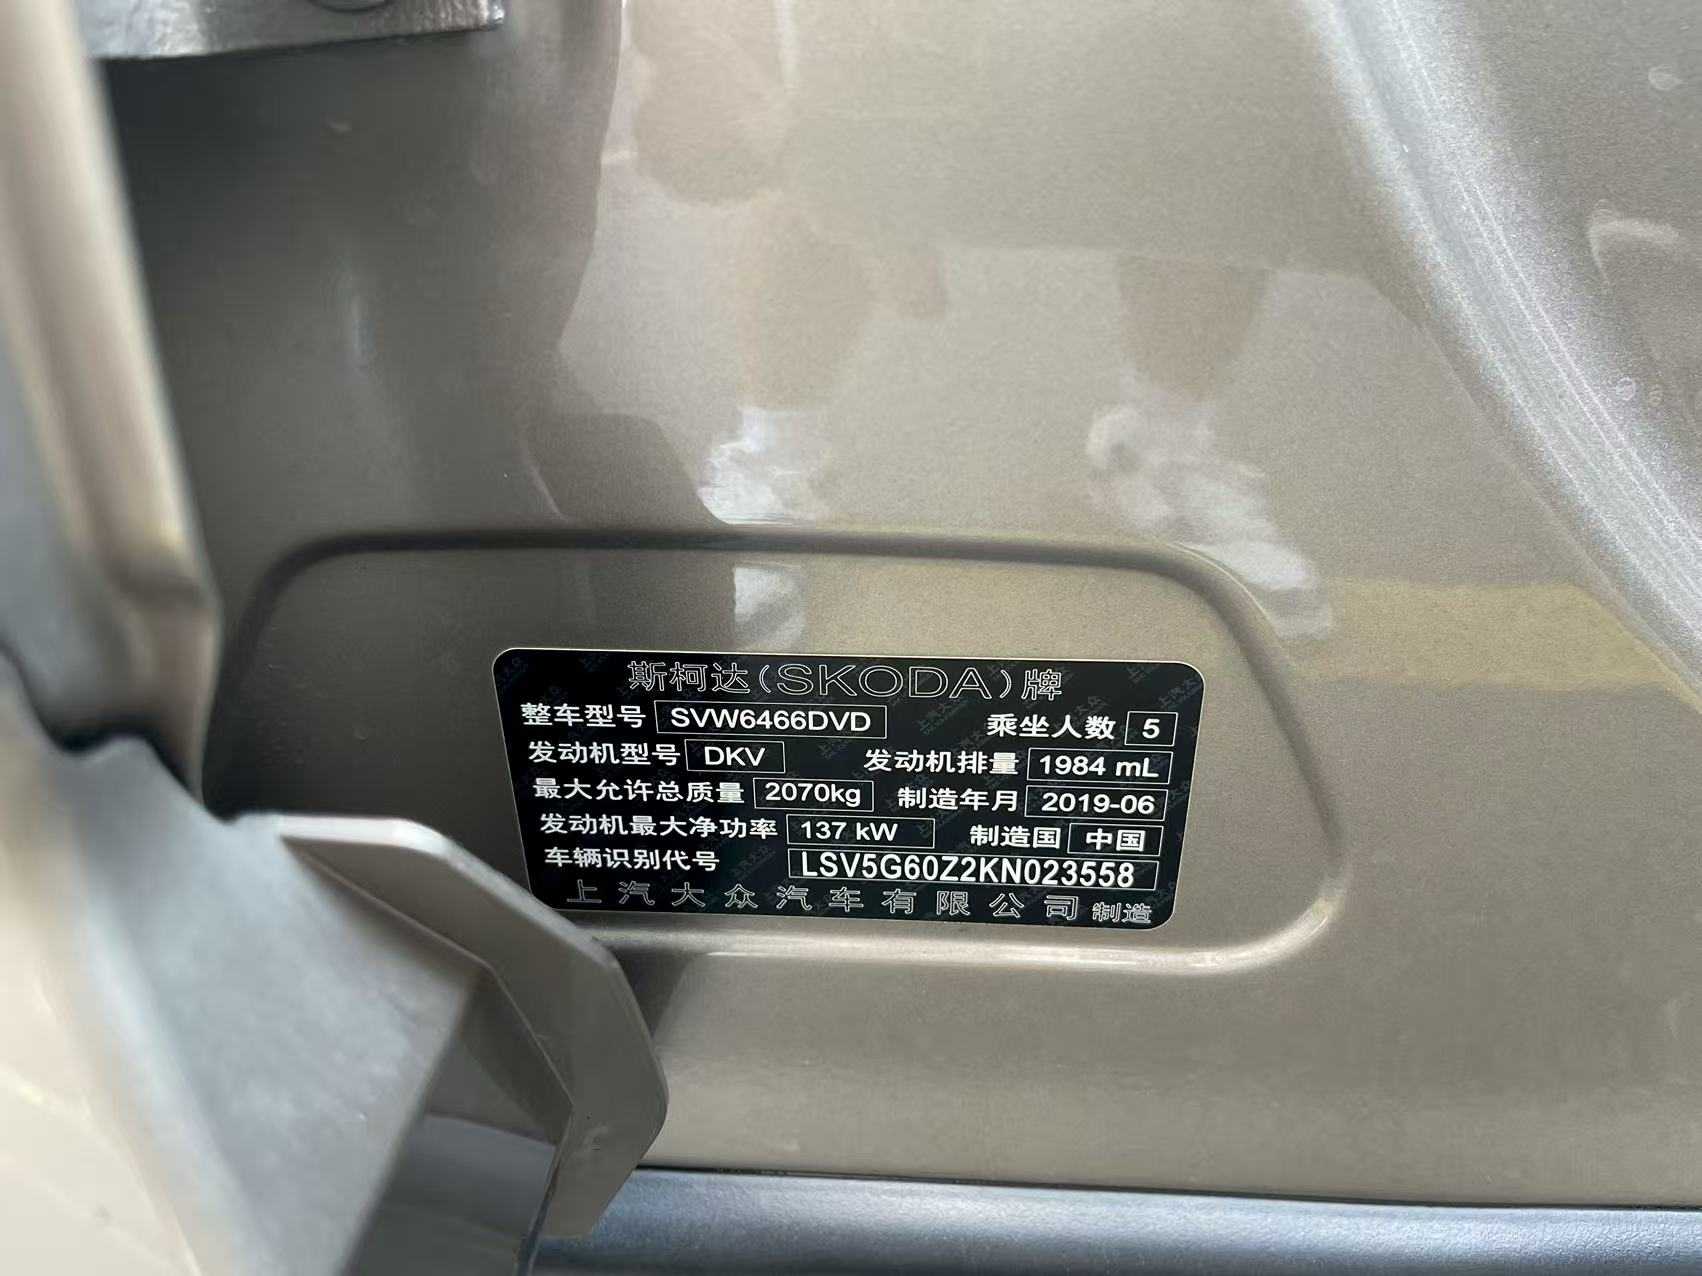 斯柯达(SKODA)牌
整车型号 SVW6466DVD 乘坐人数 5
发动机型号 DKV 发动机排量 1984 mL
最大允许总质量 2070kg 制造年月 2019-06
发动机最大净功率 137 kW 制造国 中国
车辆识别代号 LSV5G60Z2KN023558
上汽大众汽车有限公司 制造